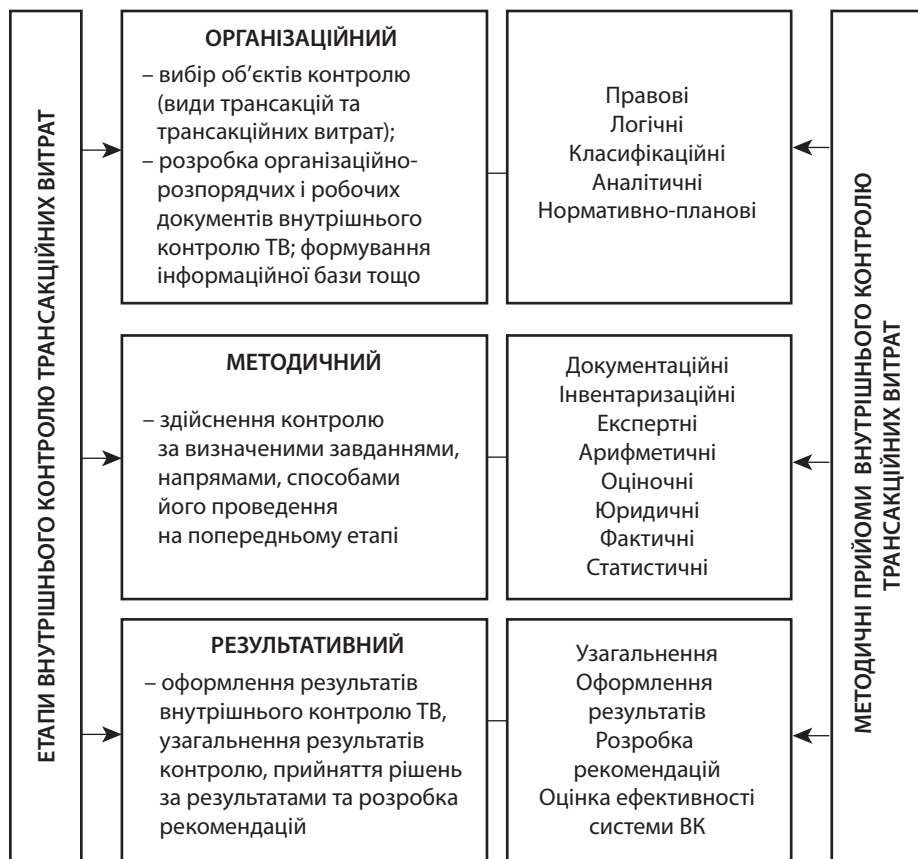 ЕТАПИ ВНУТРІШНЬОГО КОНТРОЛЮ ТРАНСАКЦІЙНИХ ВИТРАТ
ОРГАНІЗАЦІЙНИЙ
– вибір об’єктів контролю
(види трансакцій та
трансакційних витрат);
– розробка організаційно-
розпорядчих і робочих
документів внутрішнього
контролю ТВ; формування
інформаційної бази тощо
Правові
Логічні
Класифікаційні
Аналітичні
Нормативно-планові
МЕТОДИЧНИЙ
– здійснення контролю
за визначеними завданнями,
напрямами, способами
його проведення
на попередньому етапі
Документаційні
Інвентаризаційні
Експертні
Арифметичні
Оціночні
Юридичні
Фактичні
Статистичні
РЕЗУЛЬТАТИВНИЙ
– оформлення результатів
внутрішнього контролю ТВ,
узагальнення результатів
контролю, прийняття рішень
за результатами та розробка
рекомендацій
Узагальнення
Оформлення
результатів
Розробка
рекомендацій
Оцінка ефективності
системи ВК
МЕТОДИЧНІ ПРИЙОМИ ВНУТРІШНЬОГО КОНТРОЛЮ
ТРАНСАКЦІЙНИХ ВИТРАТ